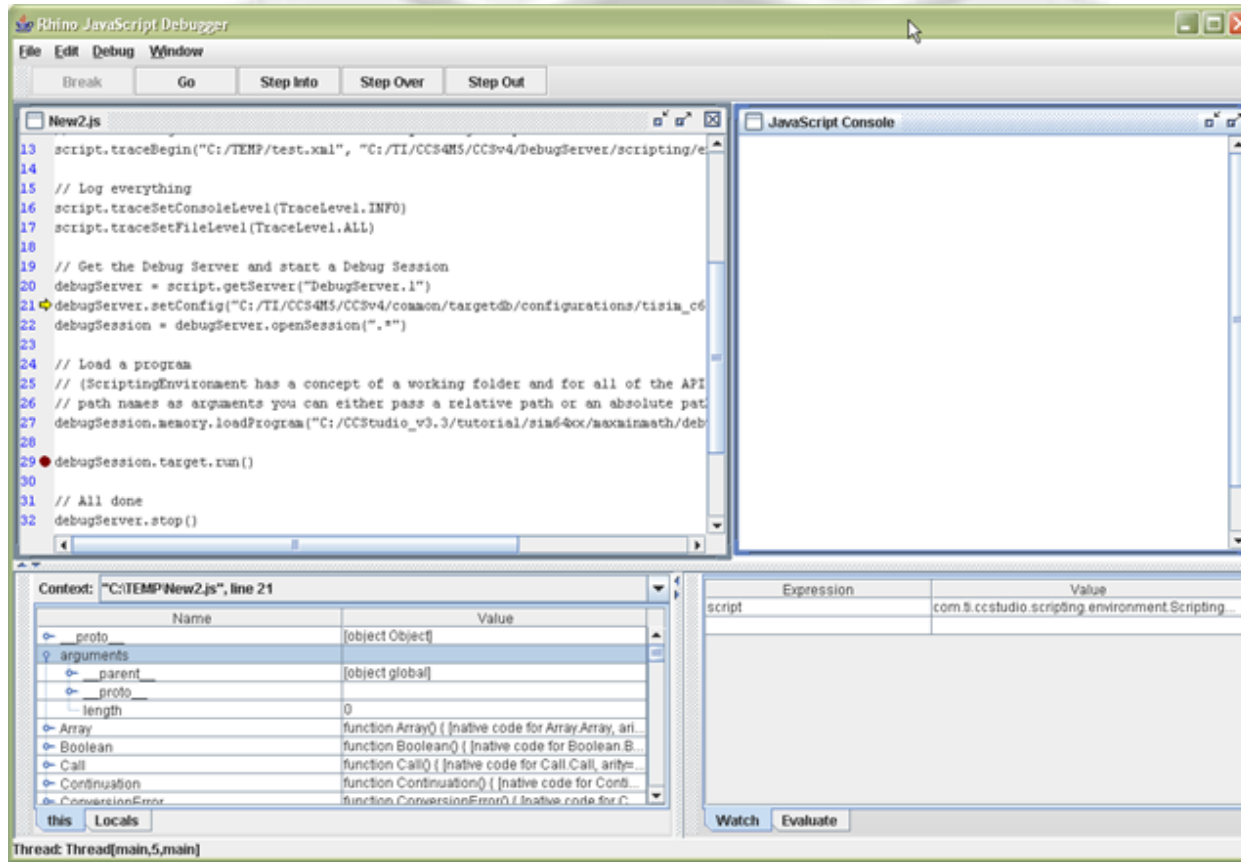 Rhino JavaScript Debugger
File Edit Debug Window
Break Go Step Into Step Over Step Out
New2.js
13 script.traceBegin("C:/TEMP/test.xml", "C:/TI/CCS4M5/CCSv4/DebugServer/scripting/e
14
15 // Log everything
16 script.traceSetConsoleLevel(TraceLevel.INFO)
17 script.traceSetFileLevel(TraceLevel.ALL)
18
19 // Get the Debug Server and start a Debug Session
20 debugServer = script.getServer("DebugServer.1")
21 debugServer.setConfig("C:/TI/CCS4M5/CCSv4/common/targetdb/configurations/tisim_c6
22 debugSession = debugServer.openSession(".*")
23
24 // Load a program
25 // (ScriptingEnvironment has a concept of a working folder and for all of the API
26 // path names as arguments you can either pass a relative path or an absolute pat
27 debugSession.memory.loadProgram("C:/CCStudio_v3.3/tutorial/sim64xx/maxminmath/deb
28
29 debugSession.target.run()
30
31 // All done
32 debugServer.stop()
JavaScript Console
Context: "C:\TEMP\New2.js", line 21
Name Value
__proto__ [object Object]
arguments
__parent__ [object global]
__proto__
length 0
Array function Array() { [native code for Array.Array, ari...
Boolean function Boolean() { [native code for Boolean.B...
Call function Call() { [native code for Call.Call, arity=...
Continuation function Continuation() { [native code for Conti...
ConversionError function ConversionError() { [native code for C...
this Locals
Expression Value
script com.ti.ccstudio.scripting.environment.Scripting...
Watch Evaluate
Thread: Thread[main,5,main]